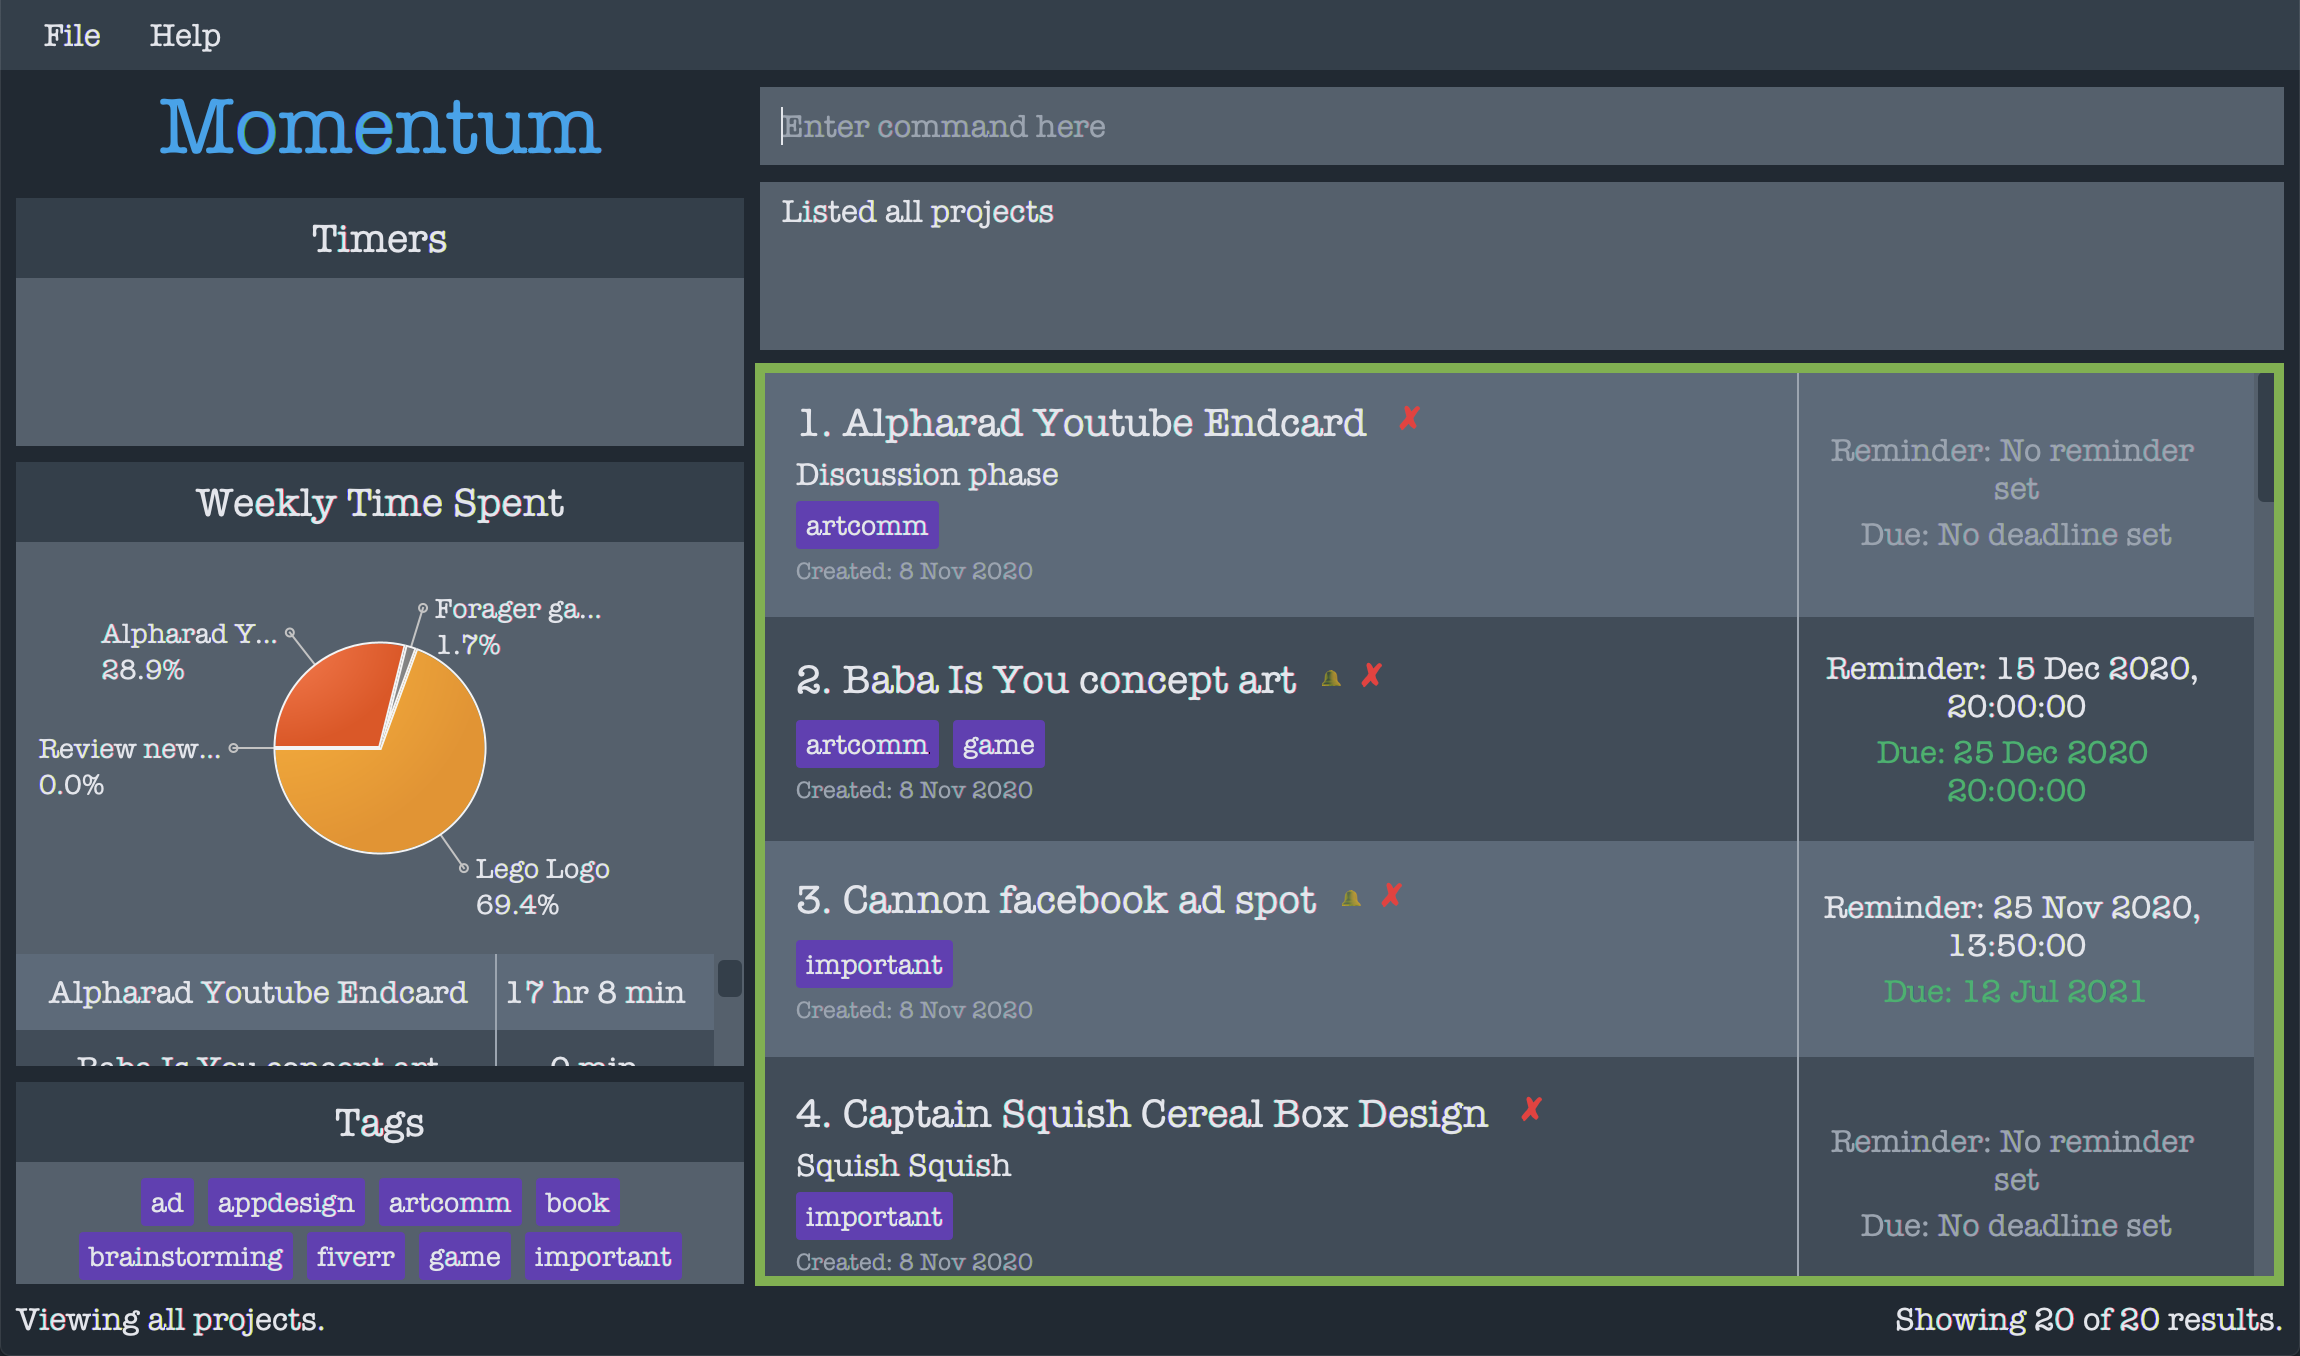 File Help
Momentum
Enter command here
Listed all projects
Timers
Weekly Time Spent
Forager ga...
1.7%
Alpharad Y...
28.9%
Review new...
0.0%
Lego Logo
69.4%
Alpharad Youtube Endcard 17 hr 8 min
Baba Is You concept art 0 min
Tags
ad appdesign artcomm book
brainstorming fiverr game important
1. Alpharad Youtube Endcard ✘
Discussion phase
artcomm
Created: 8 Nov 2020
Reminder: No reminder
set
Due: No deadline set
2. Baba Is You concept art 🔔 ✘
artcomm game
Created: 8 Nov 2020
Reminder: 15 Dec 2020,
20:00:00
Due: 25 Dec 2020
20:00:00
3. Cannon facebook ad spot 🔔 ✘
important
Created: 8 Nov 2020
Reminder: 25 Nov 2020,
13:50:00
Due: 12 Jul 2021
4. Captain Squish Cereal Box Design ✘
Squish Squish
important
Created: 8 Nov 2020
Reminder: No reminder
set
Due: No deadline set
Viewing all projects.
Showing 20 of 20 results.